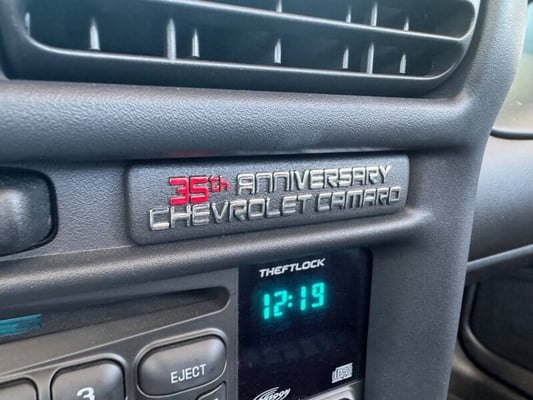 35th ANNIVERSARY
CHEVROLET CAMARO
THEFTLOCK
12:19
EJECT
3